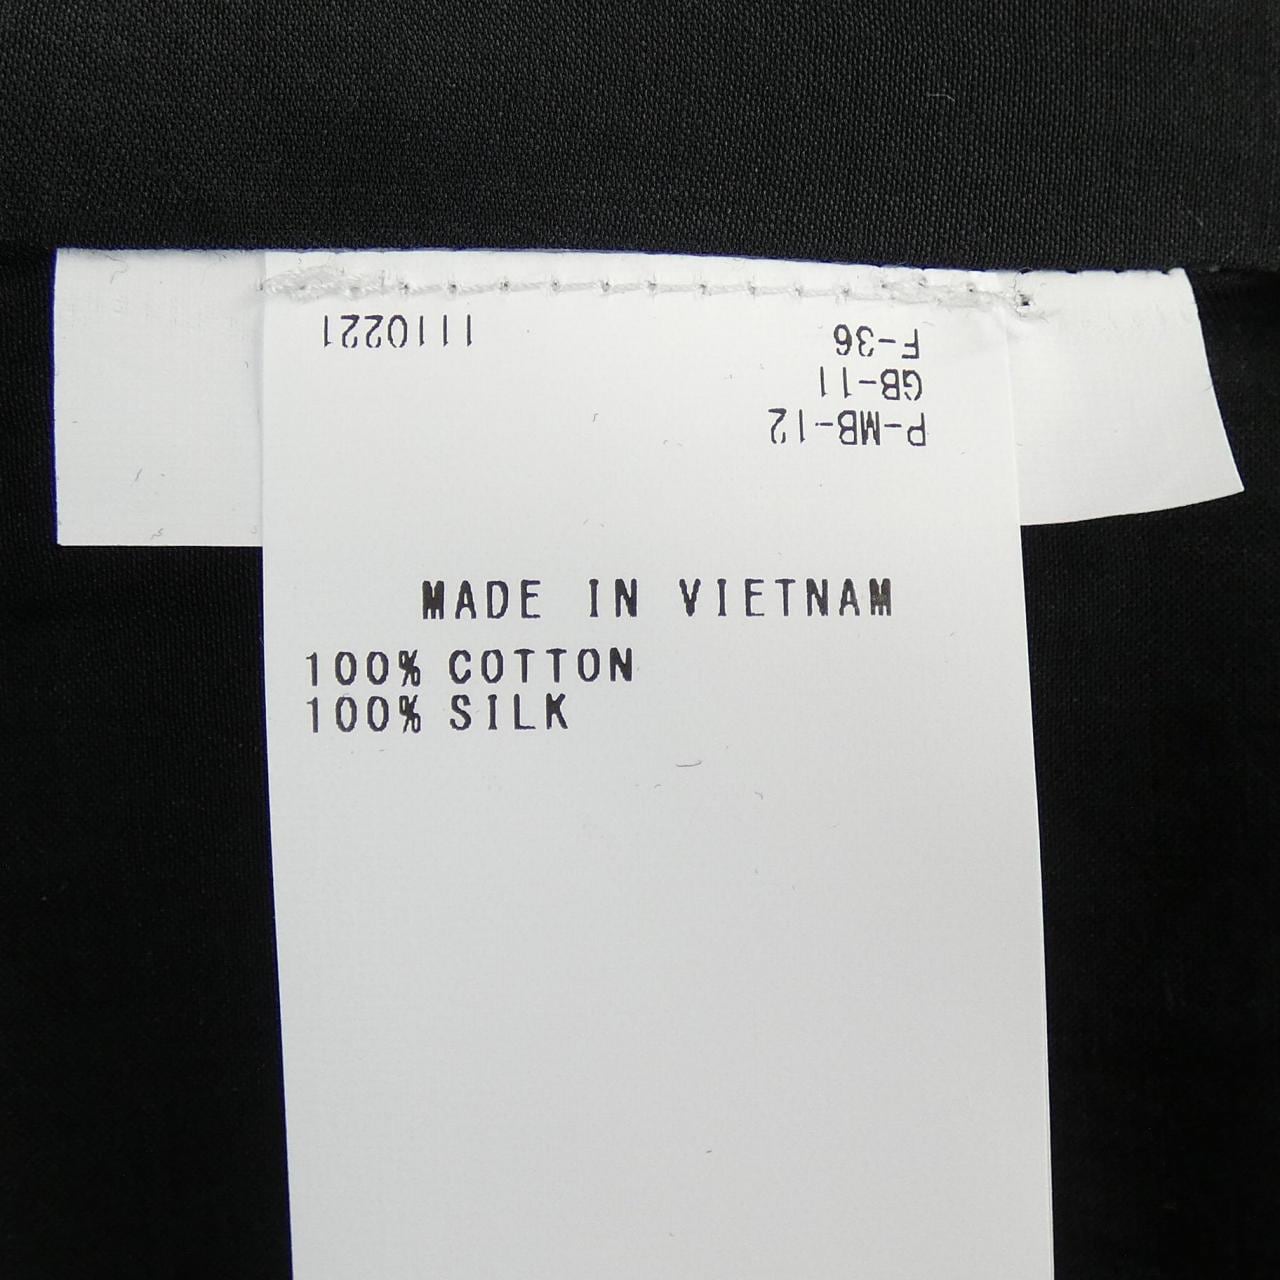 P-MB-12
GB-11
F-36
1110221
MADE IN VIETNAM
100% COTTON
100% SILK